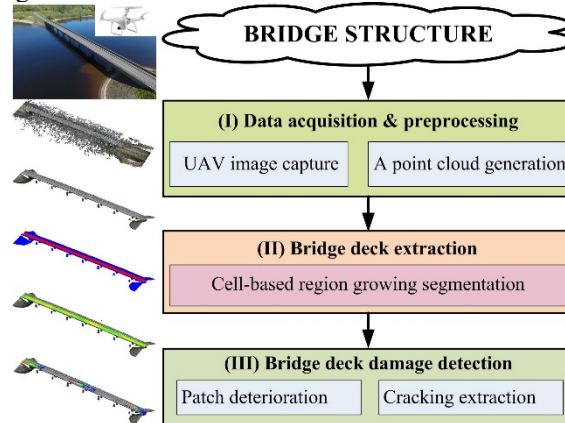 BRIDGE STRUCTURE
(I) Data acquisition & preprocessing
UAV image capture
A point cloud generation
(II) Bridge deck extraction
Cell-based region growing segmentation
(III) Bridge deck damage detection
Patch deterioration
Cracking extraction